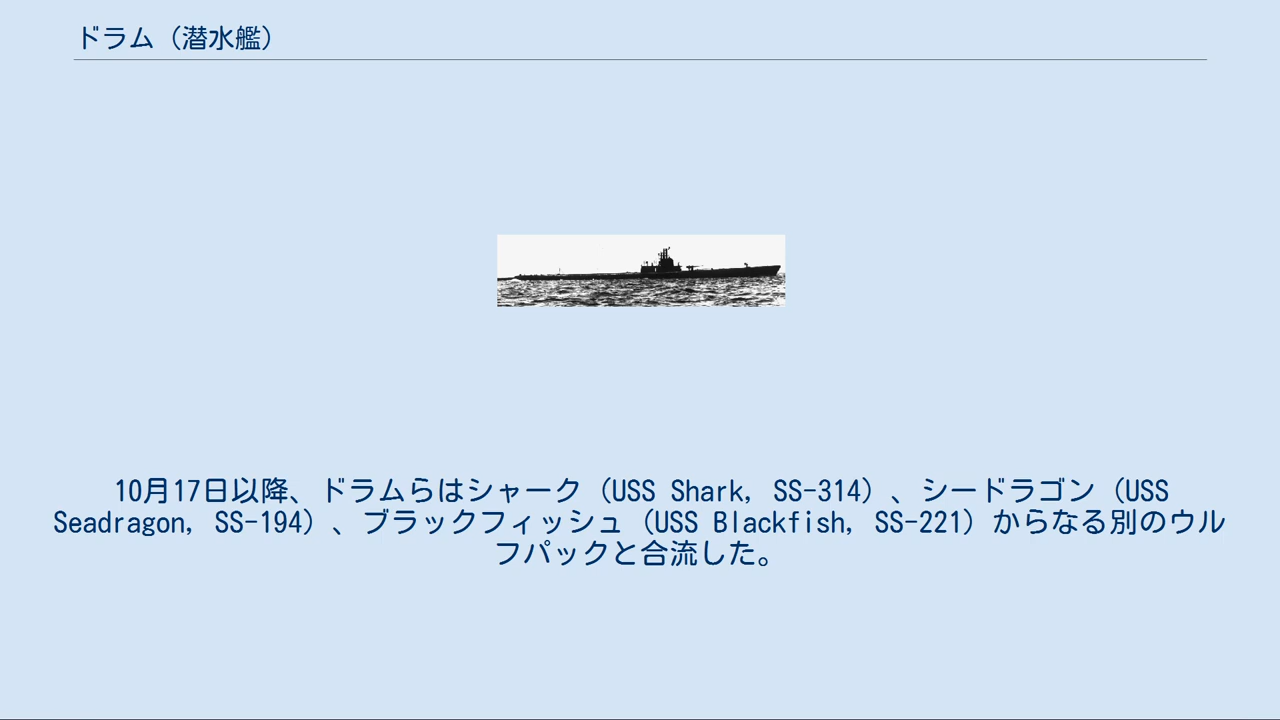 ドラム（潜水艦）
10月17日以降、ドラムらはシャーク（USS Shark, SS-314）、シードラゴン（USS
Seadragon, SS-194）、ブラックフィッシュ（USS Blackfish, SS-221）からなる別のウル
フパックと合流した。